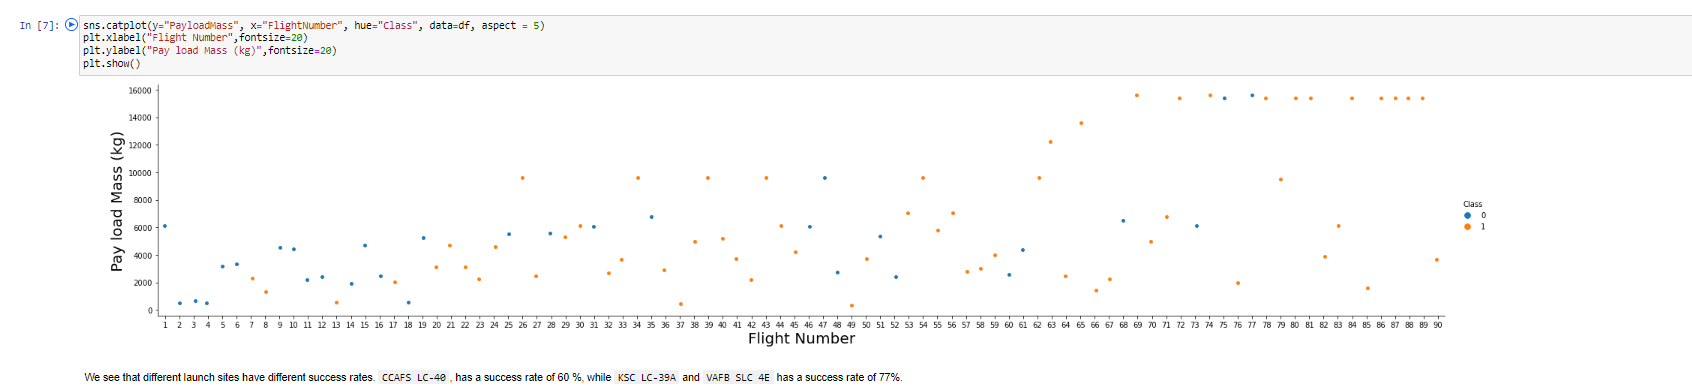 In [7]:
sns.catplot(y="PayloadMass", x="FlightNumber", hue="Class", data=df, aspect = 5)
plt.xlabel("Flight Number",fontsize=20)
plt.ylabel("Pay load Mass (kg)",fontsize=20)
plt.show()
16000
14000
12000
10000
8000
6000
4000
2000
0
Pay load Mass (kg)
Class
0
1
1 2 3 4 5 6 7 8 9 10 11 12 13 14 15 16 17 18 19 20 21 22 23 24 25 26 27 28 29 30 31 32 33 34 35 36 37 38 39 40 41 42 43 44 45 46 47 48 49 50 51 52 53 54 55 56 57 58 59 60 61 62 63 64 65 66 67 68 69 70 71 72 73 74 75 76 77 78 79 80 81 82 83 84 85 86 87 88 89 90
Flight Number
We see that different launch sites have different success rates. CCAFS LC-40 , has a success rate of 60 %, while KSC LC-39A and VAFB SLC 4E has a success rate of 77%.